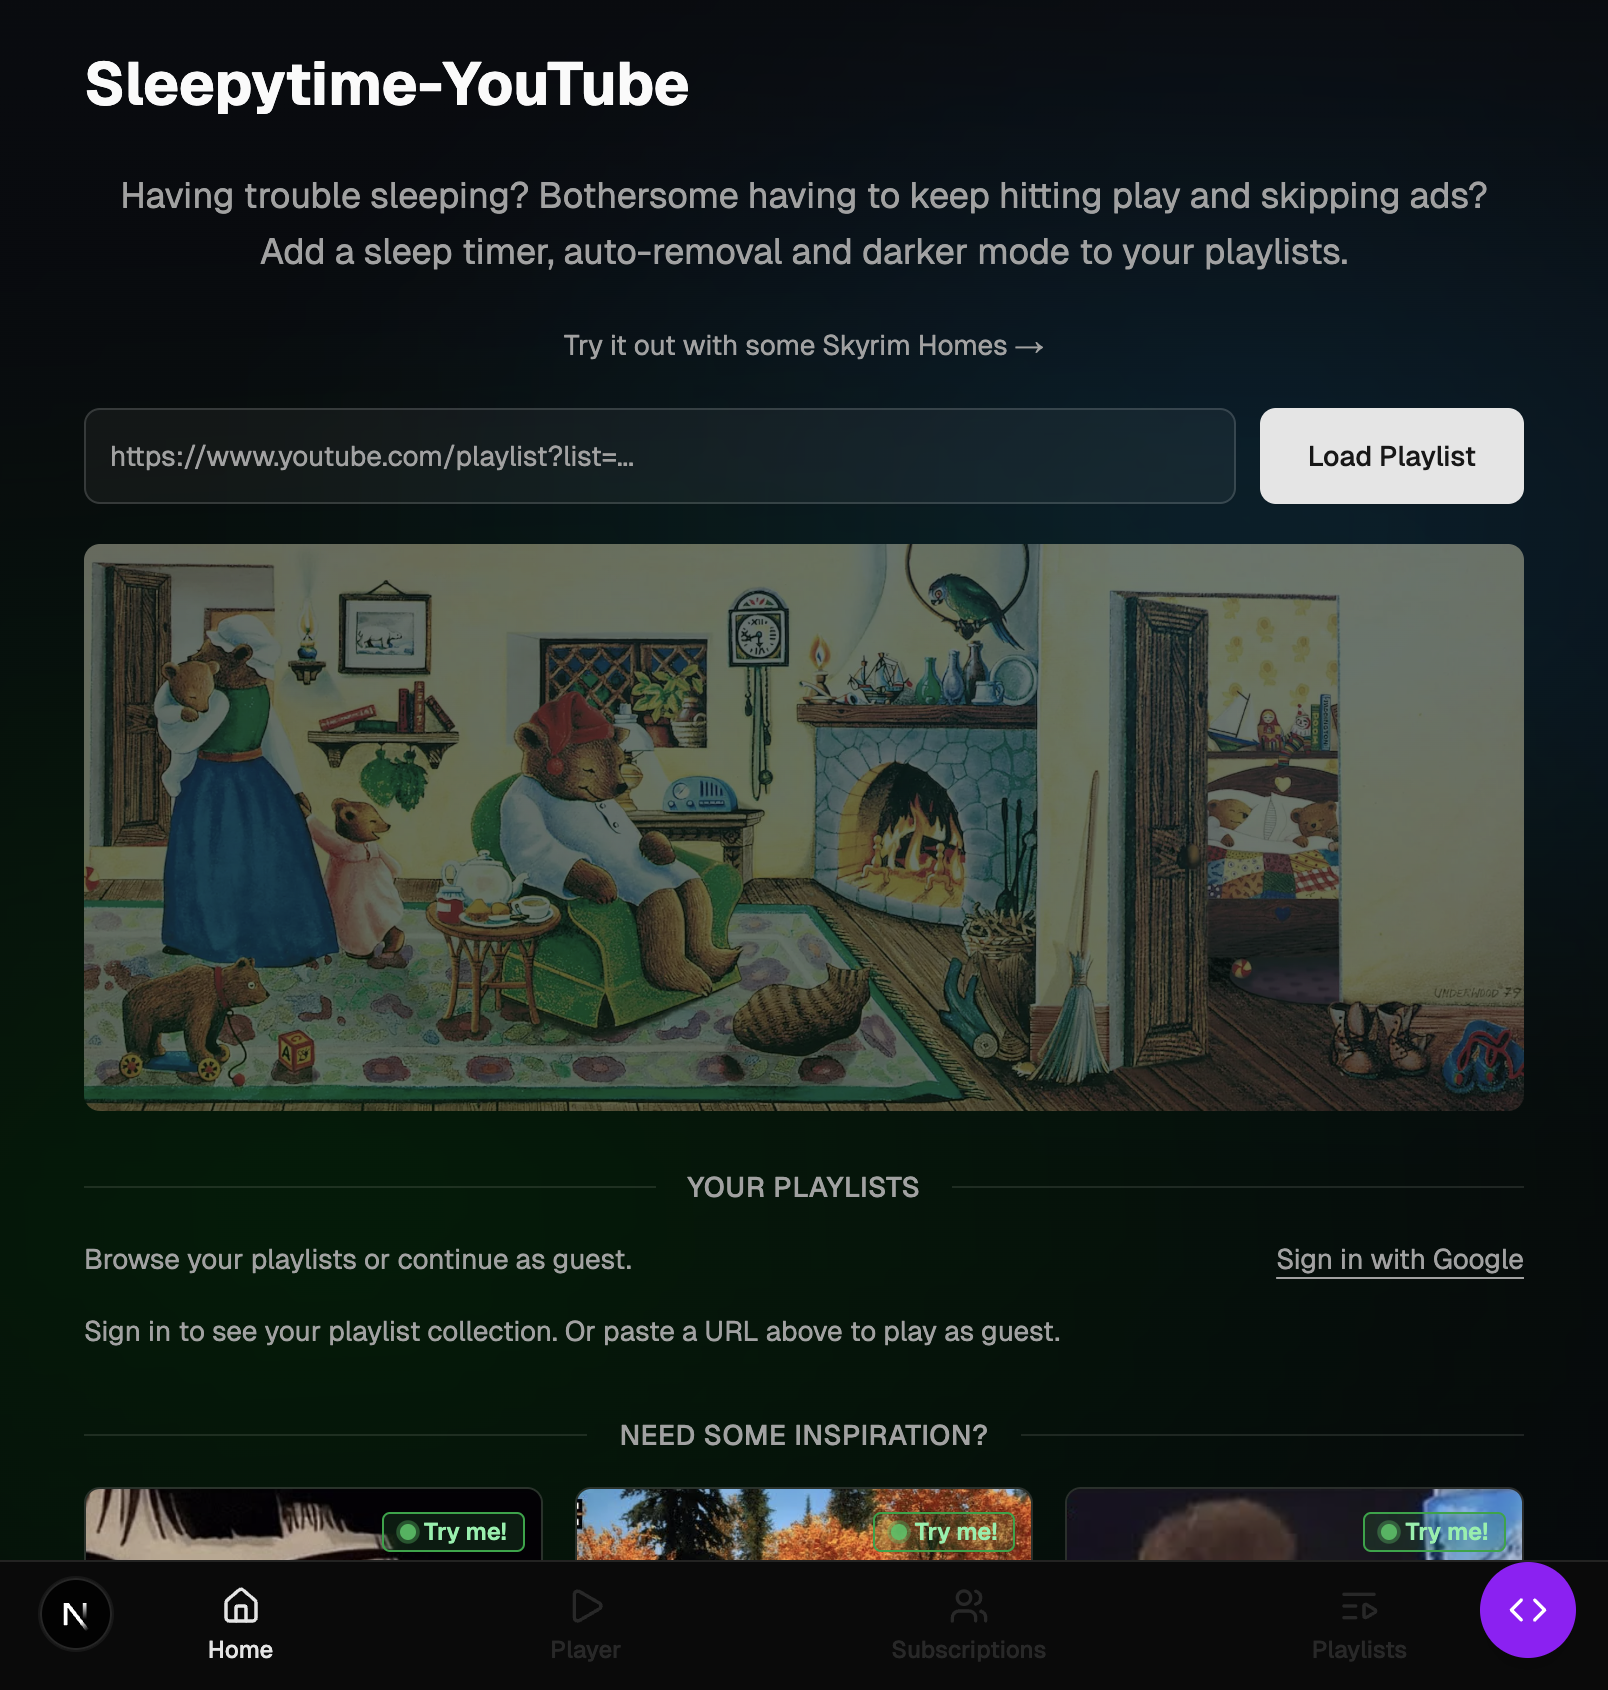 Sleepytime-YouTube
Having trouble sleeping? Bothersome having to keep hitting play and skipping ads?
Add a sleep timer, auto-removal and darker mode to your playlists.
Try it out with some Skyrim Homes →
https://www.youtube.com/playlist?list=...
Load Playlist
XII
A
UNDERWOOD '79
YOUR PLAYLISTS
Browse your playlists or continue as guest.
Sign in with Google
Sign in to see your playlist collection. Or paste a URL above to play as guest.
NEED SOME INSPIRATION?
Try me!
Try me!
Try me!
N
Home
Player
Subscriptions
Playlists